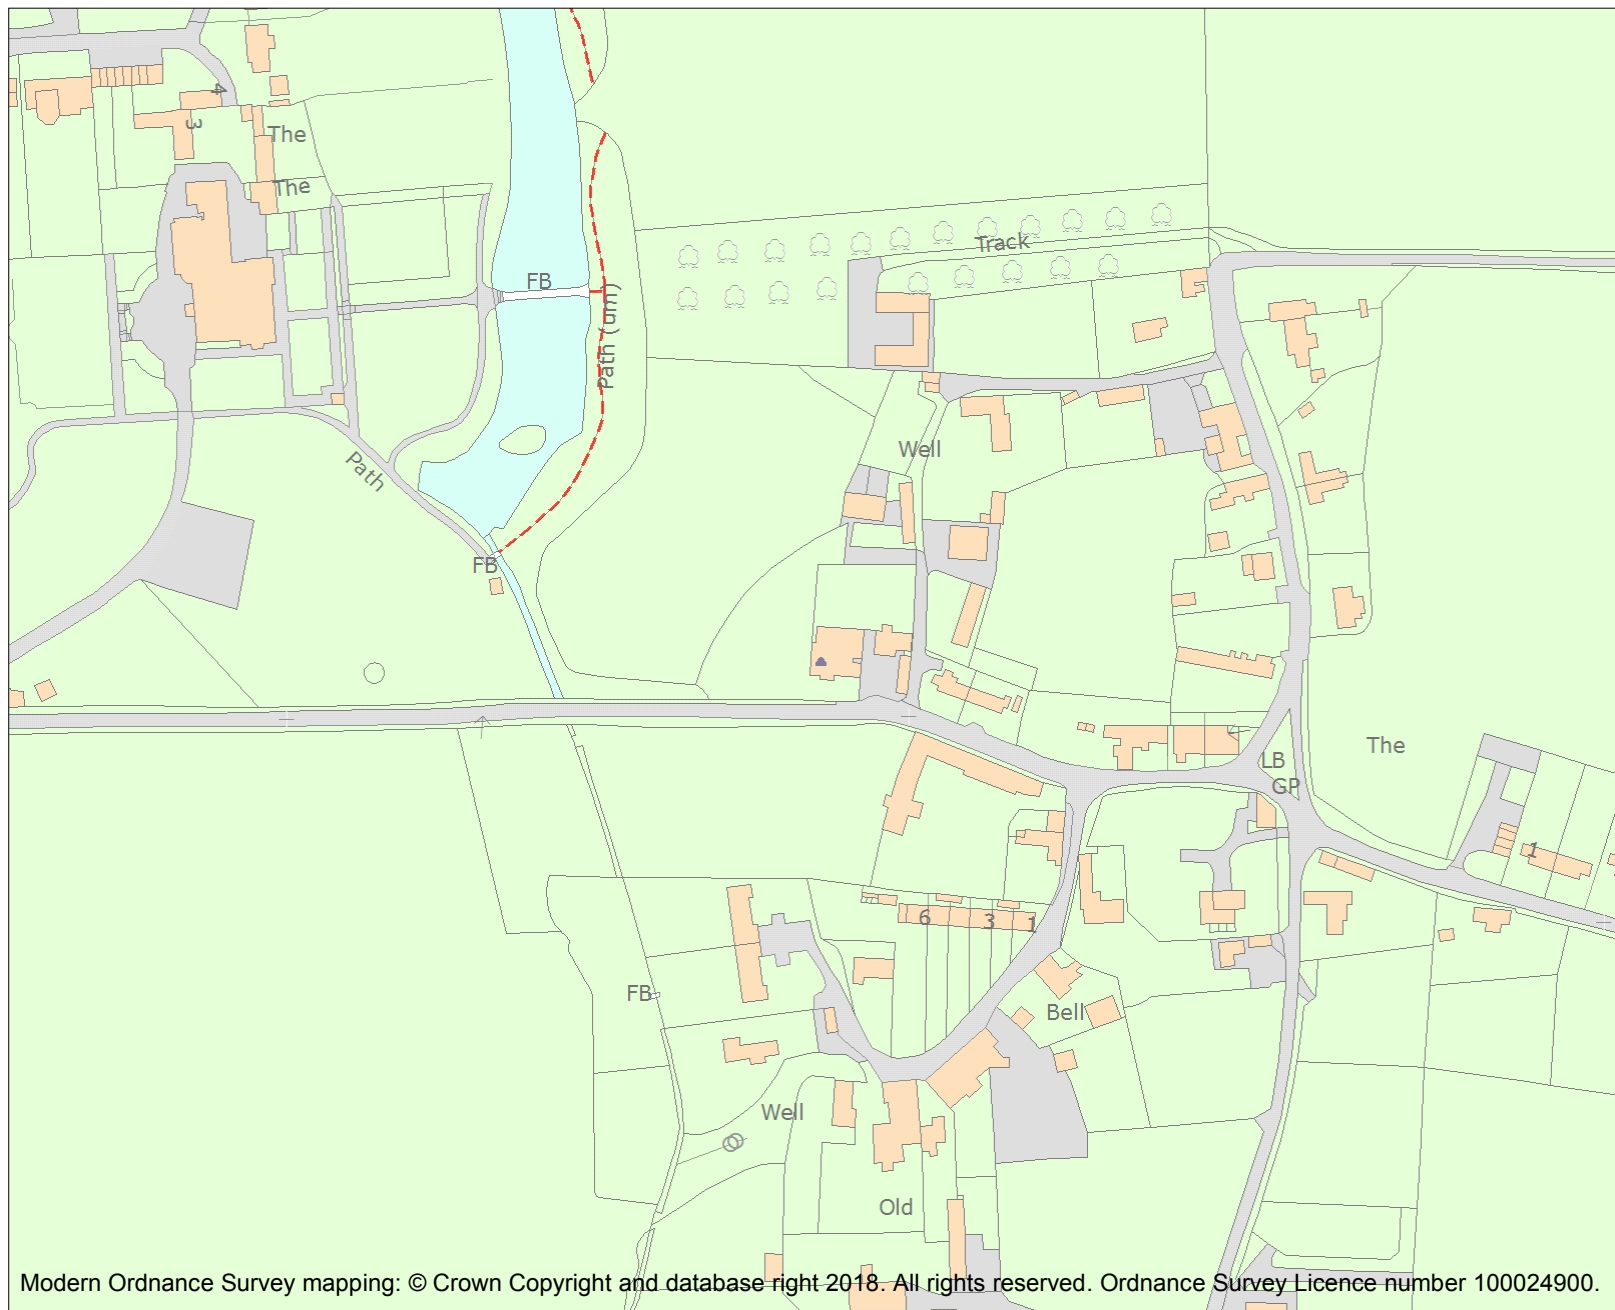 4
3
The
The
Track
FB
Path (um)
Well
Path
FB
The
LB
GP
1
6
3
1
FB
Bell
Well
Old
Modern Ordnance Survey mapping: © Crown Copyright and database right 2018. All rights reserved. Ordnance Survey Licence number 100024900.